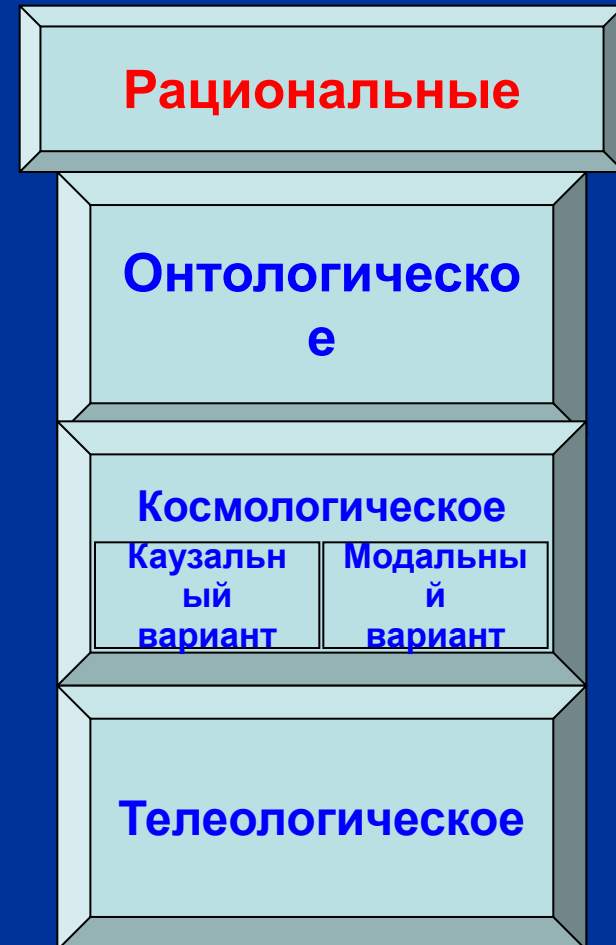 Рациональные
Онтологическо
е
Космологическое
Каузальн
ый
вариант
Модальны
й
вариант
Телеологическое